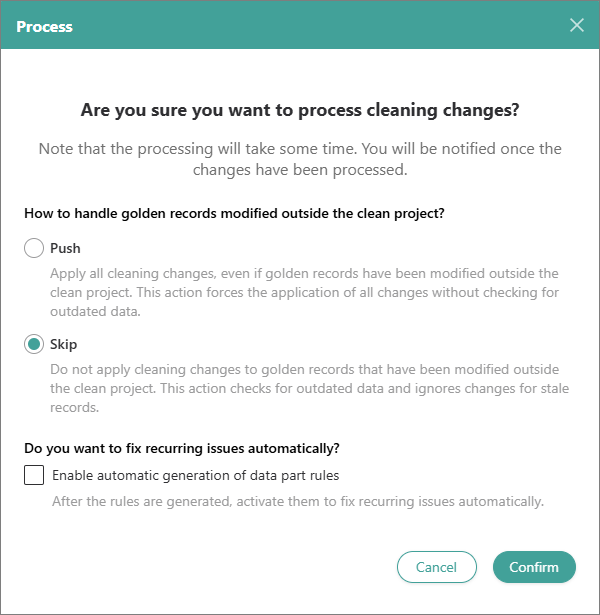 Process
Are you sure you want to process cleaning changes?
Note that the processing will take some time. You will be notified once the
changes have been processed.
How to handle golden records modified outside the clean project?
Push
Apply all cleaning changes, even if golden records have been modified outside the
clean project. This action forces the application of all changes without checking for
outdated data.
Skip
Do not apply cleaning changes to golden records that have been modified outside
the clean project. This action checks for outdated data and ignores changes for stale
records.
Do you want to fix recurring issues automatically?
Enable automatic generation of data part rules
After the rules are generated, activate them to fix recurring issues automatically.
Cancel
Confirm